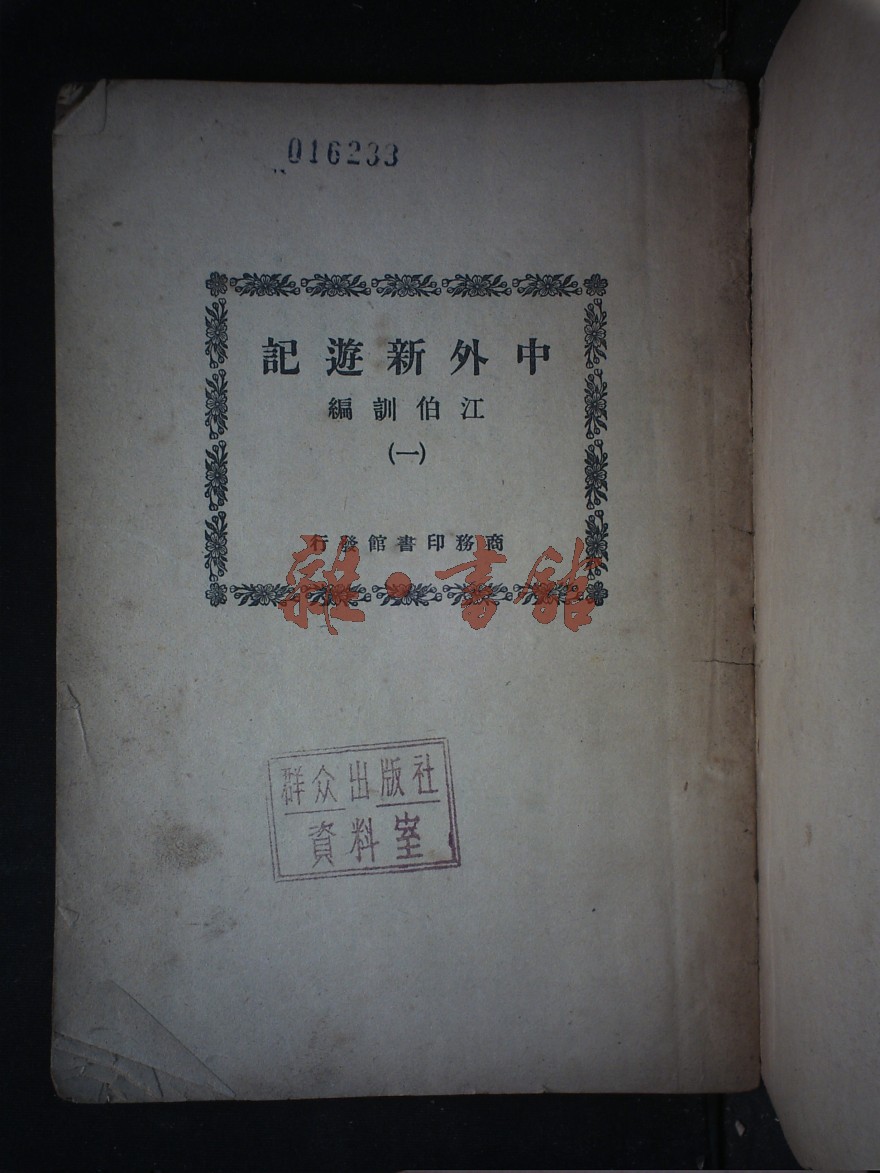 016233
中外新遊記
江伯訓編
(一)
商務印書館發行
雜·書館
群众出版社
資料室